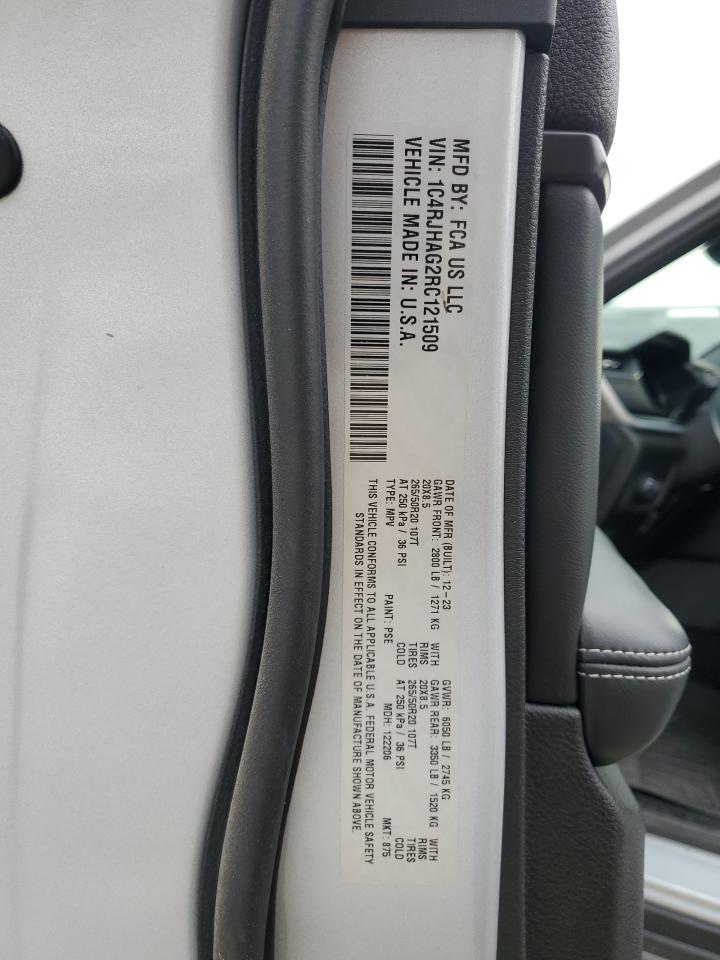 MFD BY: FCA US LLC
VIN: 1C4RJHAG2RC121509
VEHICLE MADE IN: U.S.A.
DATE OF MFR (BUILT): 12-23 GVWR: 6050 LB / 2745 KG
GAWR FRONT: 2800 LB / 1271 KG WITH GAWR REAR: 3350 LB / 1520 KG WITH
20X8.5 RIMS 20X8.5 RIMS
265/50R20 107T TIRES 265/50R20 107T TIRES
AT 250 kPa / 36 PSI COLD AT 250 kPa / 36 PSI COLD
TYPE: MPV PAINT: PSE MDH: 122206 MKT: 875
THIS VEHICLE CONFORMS TO ALL APPLICABLE U.S.A. FEDERAL MOTOR VEHICLE SAFETY
STANDARDS IN EFFECT ON THE DATE OF MANUFACTURE SHOWN ABOVE.